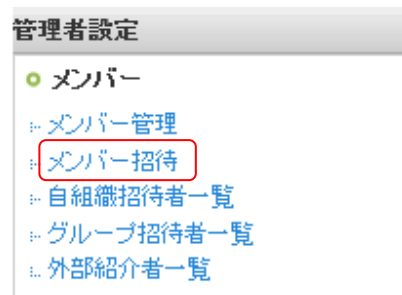 管理者設定
メンバー
メンバー管理
メンバー招待
自組織招待者一覧
グループ招待者一覧
外部紹介者一覧